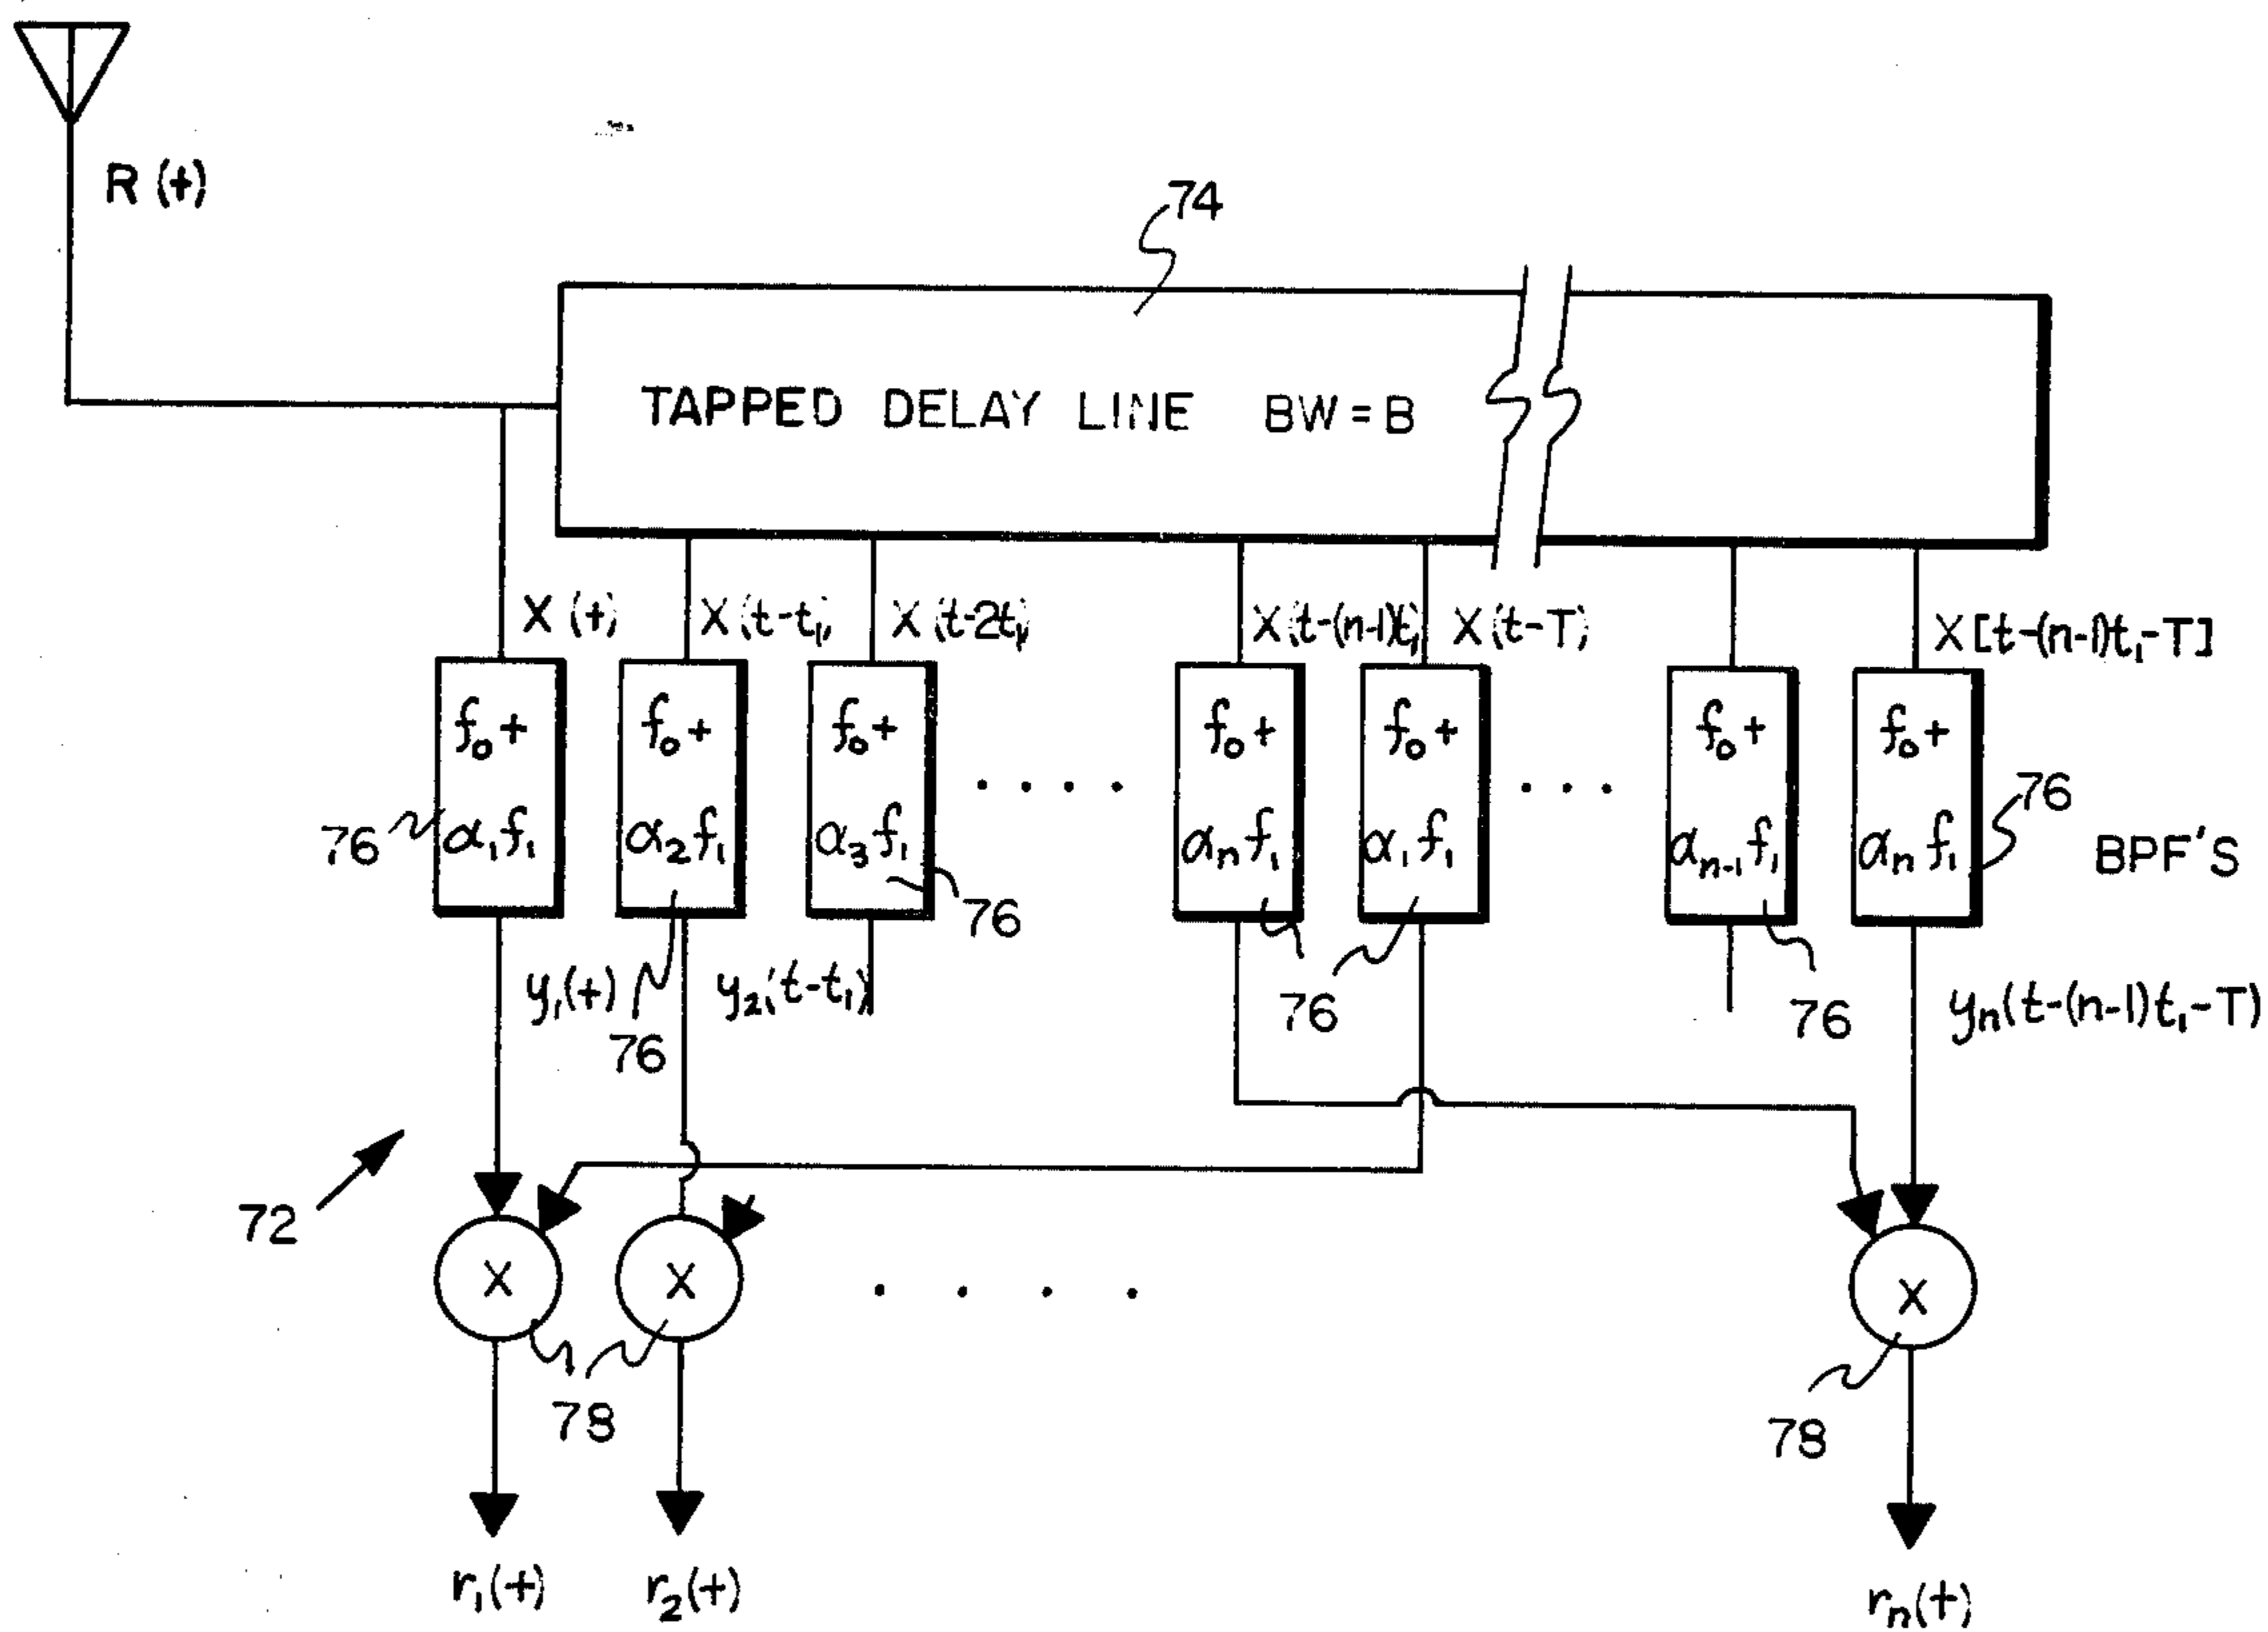 R(t)
74
TAPPED DELAY LINE BW = B
X(t) X(t-t₁) X(t-2t₁) X(t-(n-1)t₁) X(t-T) X[t-(n-1)t₁-T]
f₀+ f₀+ f₀+ f₀+ f₀+ f₀+ f₀+
76 α₁f₁ α₂f₁ α₃f₁ αₙf₁ α₁f₁ αₙ₋₁f₁ αₙf₁ 76 BPF'S
76
y₁(t) y₂(t-t₁) yₙ(t-(n-1)t₁-T)
76 76 76
72
X X X
78 78
r₁(t) r₂(t) rₙ(t)